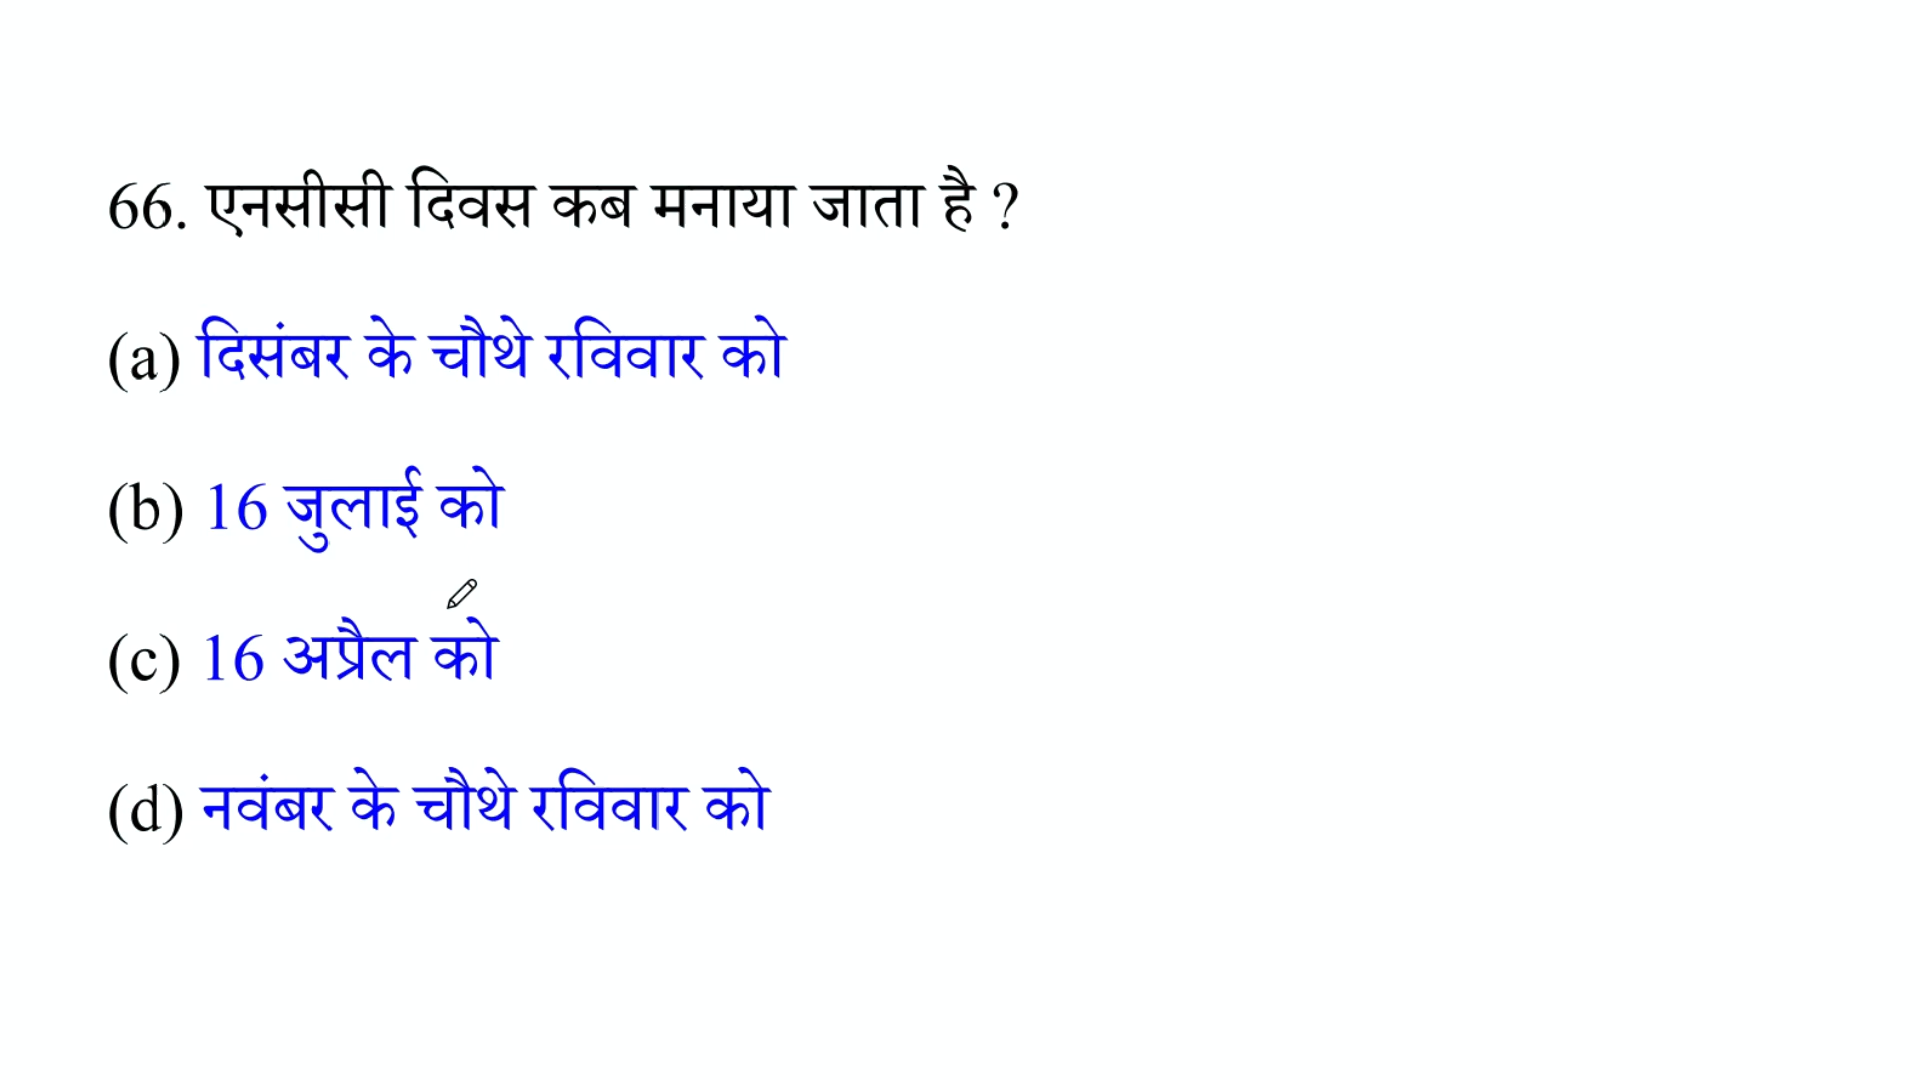 66. एनसीसी दिवस कब मनाया जाता है ?
(a) दिसंबर के चौथे रविवार को
(b) 16 जुलाई को
(c) 16 अप्रैल को
(d) नवंबर के चौथे रविवार को